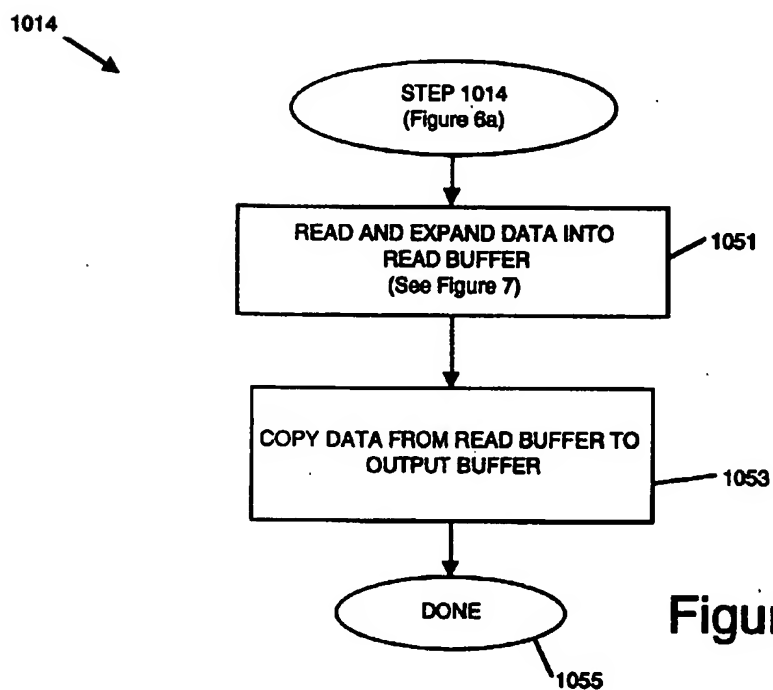 1014
STEP 1014
(Figure 6a)
READ AND EXPAND DATA INTO
READ BUFFER
(See Figure 7)
1051
COPY DATA FROM READ BUFFER TO
OUTPUT BUFFER
1053
DONE
1055